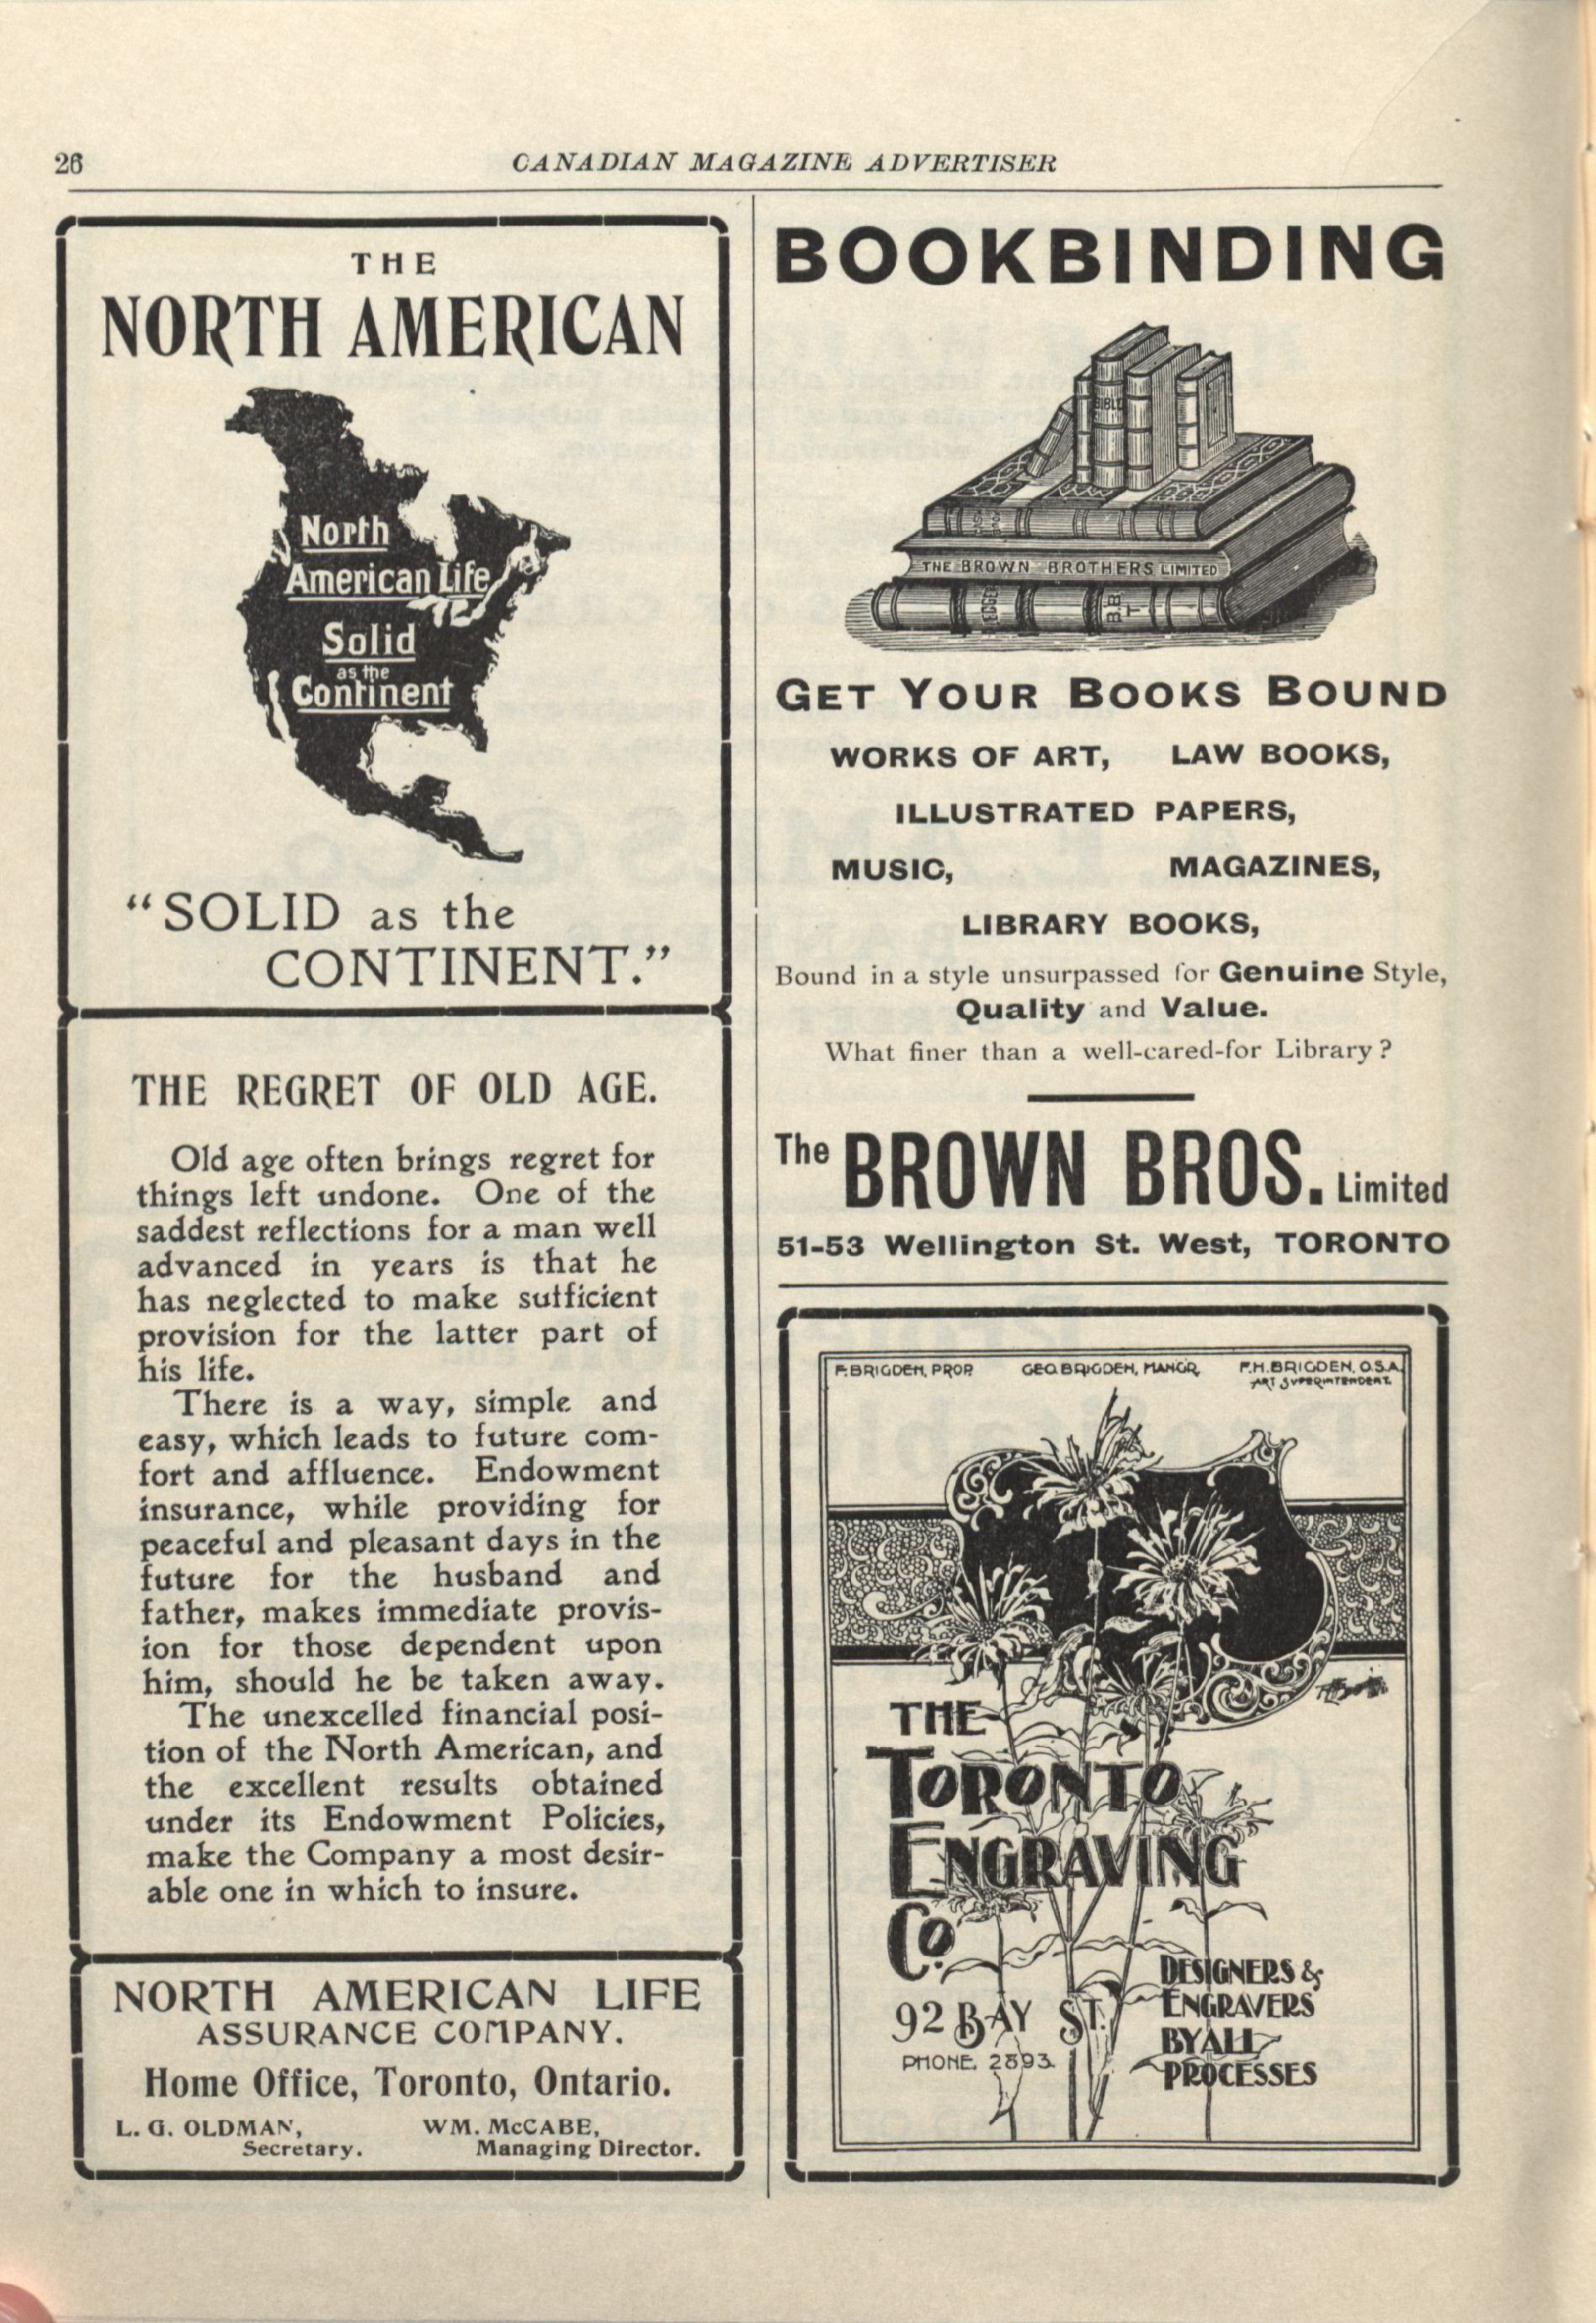 26
CANADIAN MAGAZINE ADVERTISER
THE
NORTH AMERICAN
North
American Life
Solid
as the
Continent
“SOLID as the
CONTINENT.”
THE REGRET OF OLD AGE.
Old age often brings regret for
things left undone. One of the
saddest reflections for a man well
advanced in years is that he
has neglected to make sufficient
provision for the latter part of
his life.
There is a way, simple and
easy, which leads to future com-
fort and affluence. Endowment
insurance, while providing for
peaceful and pleasant days in the
future for the husband and
father, makes immediate provis-
ion for those dependent upon
him, should he be taken away.
The unexcelled financial posi-
tion of the North American, and
the excellent results obtained
under its Endowment Policies,
make the Company a most desir-
able one in which to insure.
NORTH AMERICAN LIFE
ASSURANCE COMPANY.
Home Office, Toronto, Ontario.
L. G. OLDMAN,
Secretary.
WM. McCABE,
Managing Director.
BOOKBINDING
BIBLE
THE BROWN BROTHERS LIMITED
LEDGER
B.B.
T
GET YOUR BOOKS BOUND
WORKS OF ART, LAW BOOKS,
ILLUSTRATED PAPERS,
MUSIC, MAGAZINES,
LIBRARY BOOKS,
Bound in a style unsurpassed for Genuine Style,
Quality and Value.
What finer than a well-cared-for Library?
The BROWN BROS. Limited
51-53 Wellington St. West, TORONTO
F. BRIGDEN, PROP. GEO. BRIGDEN, MANGR. F.H. BRIGDEN, O.S.A.
ART SUPERINTENDENT.
THE
TORONTO
ENGRAVING
CO.
92 BAY ST.
PHONE. 2893.
DESIGNERS &
ENGRAVERS
BY ALL
PROCESSES